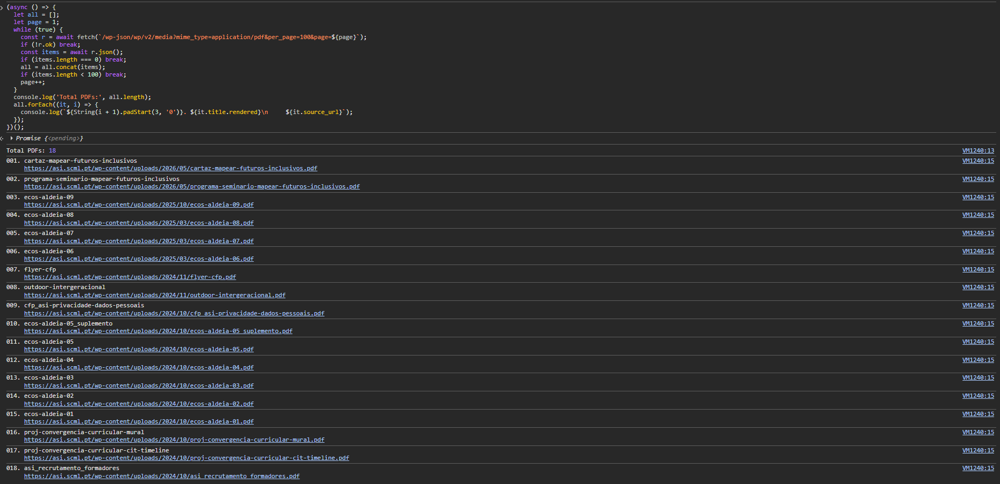 (async () => {
  let all = [];
  let page = 1;
  while (true) {
    const r = await fetch(`/wp-json/wp/v2/media?mime_type=application/pdf&per_page=100&page=${page}`);
    if (!r.ok) break;
    const items = await r.json();
    if (items.length === 0) break;
    all = all.concat(items);
    if (items.length < 100) break;
    page++;
  }
  console.log('Total PDFs:', all.length);
  all.forEach((it, i) => {
    console.log(`${String(i + 1).padStart(3, '0')}. ${it.title.rendered}\n     ${it.source_url}`);
  });
})();
Promise {<pending>}
Total PDFs: 18 VM1240:13
001. cartaz-mapear-futuros-inclusivos VM1240:15
https://asi.scml.pt/wp-content/uploads/2026/05/cartaz-mapear-futuros-inclusivos.pdf
002. programa-seminario-mapear-futuros-inclusivos VM1240:15
https://asi.scml.pt/wp-content/uploads/2026/05/programa-seminario-mapear-futuros-inclusivos.pdf
003. ecos-aldeia-09 VM1240:15
https://asi.scml.pt/wp-content/uploads/2025/10/ecos-aldeia-09.pdf
004. ecos-aldeia-08 VM1240:15
https://asi.scml.pt/wp-content/uploads/2025/03/ecos-aldeia-08.pdf
005. ecos-aldeia-07 VM1240:15
https://asi.scml.pt/wp-content/uploads/2025/03/ecos-aldeia-07.pdf
006. ecos-aldeia-06 VM1240:15
https://asi.scml.pt/wp-content/uploads/2025/03/ecos-aldeia-06.pdf
007. flyer-cfp VM1240:15
https://asi.scml.pt/wp-content/uploads/2024/11/flyer-cfp.pdf
008. outdoor-intergeracional VM1240:15
https://asi.scml.pt/wp-content/uploads/2024/11/outdoor-intergeracional.pdf
009. cfp_asi-privacidade-dados-pessoais VM1240:15
https://asi.scml.pt/wp-content/uploads/2024/10/cfp_asi-privacidade-dados-pessoais.pdf
010. ecos-aldeia-05_suplemento VM1240:15
https://asi.scml.pt/wp-content/uploads/2024/10/ecos-aldeia-05_suplemento.pdf
011. ecos-aldeia-05 VM1240:15
https://asi.scml.pt/wp-content/uploads/2024/10/ecos-aldeia-05.pdf
012. ecos-aldeia-04 VM1240:15
https://asi.scml.pt/wp-content/uploads/2024/10/ecos-aldeia-04.pdf
013. ecos-aldeia-03 VM1240:15
https://asi.scml.pt/wp-content/uploads/2024/10/ecos-aldeia-03.pdf
014. ecos-aldeia-02 VM1240:15
https://asi.scml.pt/wp-content/uploads/2024/10/ecos-aldeia-02.pdf
015. ecos-aldeia-01 VM1240:15
https://asi.scml.pt/wp-content/uploads/2024/10/ecos-aldeia-01.pdf
016. proj-convergencia-curricular-mural VM1240:15
https://asi.scml.pt/wp-content/uploads/2024/10/proj-convergencia-curricular-mural.pdf
017. proj-convergencia-curricular-cit-timeline VM1240:15
https://asi.scml.pt/wp-content/uploads/2024/10/proj-convergencia-curricular-cit-timeline.pdf
018. asi_recrutamento_formadores VM1240:15
https://asi.scml.pt/wp-content/uploads/2024/10/asi_recrutamento_formadores.pdf